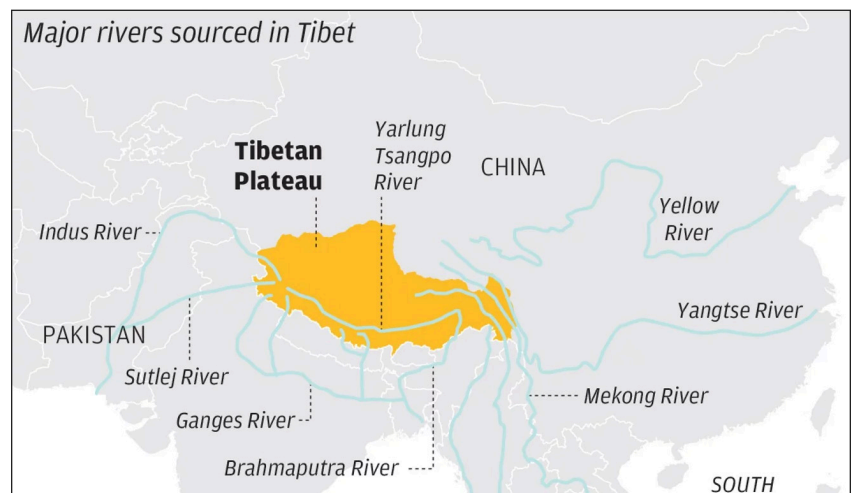 Major rivers sourced in Tibet
Tibetan
Plateau
Yarlung
Tsangpo
River
CHINA
Yellow
River
Indus River
Yangtse River
PAKISTAN
Sutlej River
Mekong River
Ganges River
Brahmaputra River
SOUTH